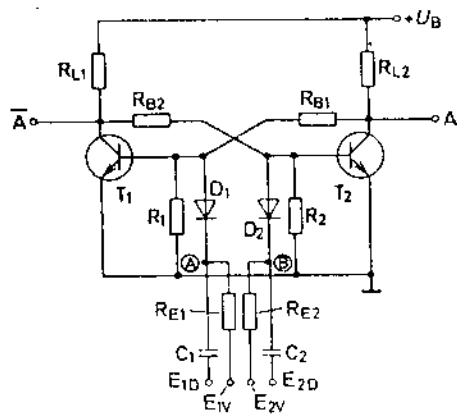 +U_B
R_L1
R_L2
R_B2
R_B1
A̅
A
T_1
T_2
D_1
R_1
D_2
R_2
Ⓐ
Ⓑ
R_E1
R_E2
C_1
C_2
E_1D
E_1V
E_2V
E_2D